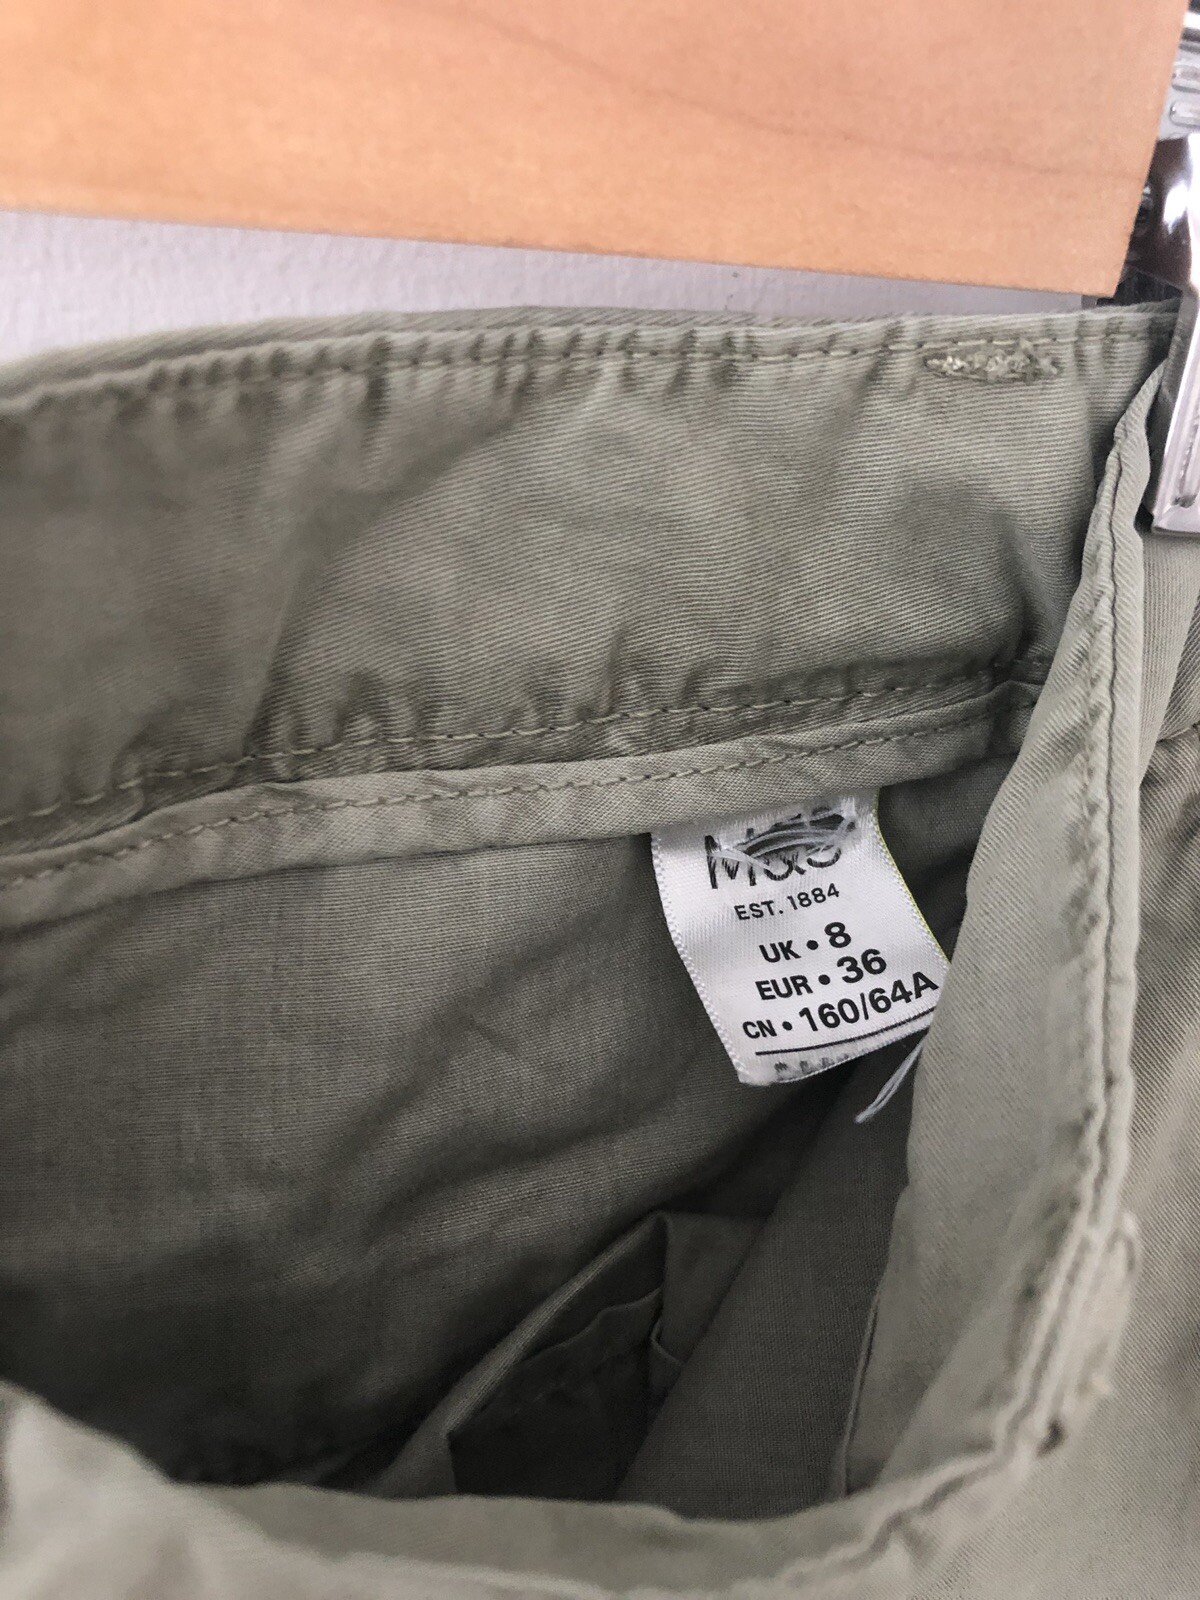 M&S
EST. 1884
UK • 8
EUR • 36
CN • 160/64A